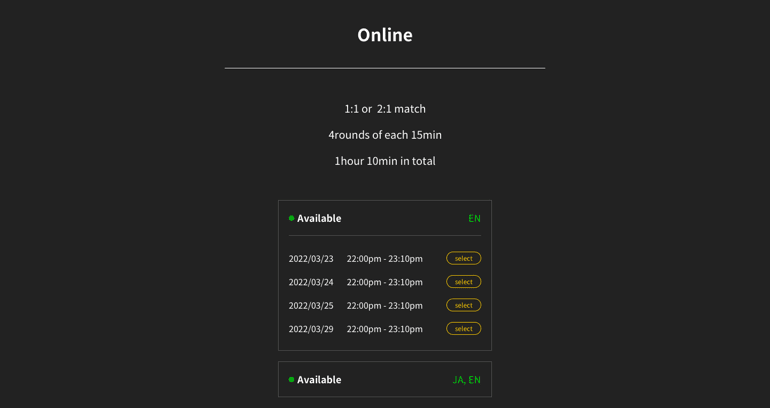 Online
1:1 or 2:1 match
4rounds of each 15min
1hour 10min in total
Available EN
2022/03/23 22:00pm - 23:10pm select
2022/03/24 22:00pm - 23:10pm select
2022/03/25 22:00pm - 23:10pm select
2022/03/29 22:00pm - 23:10pm select
Available JA, EN